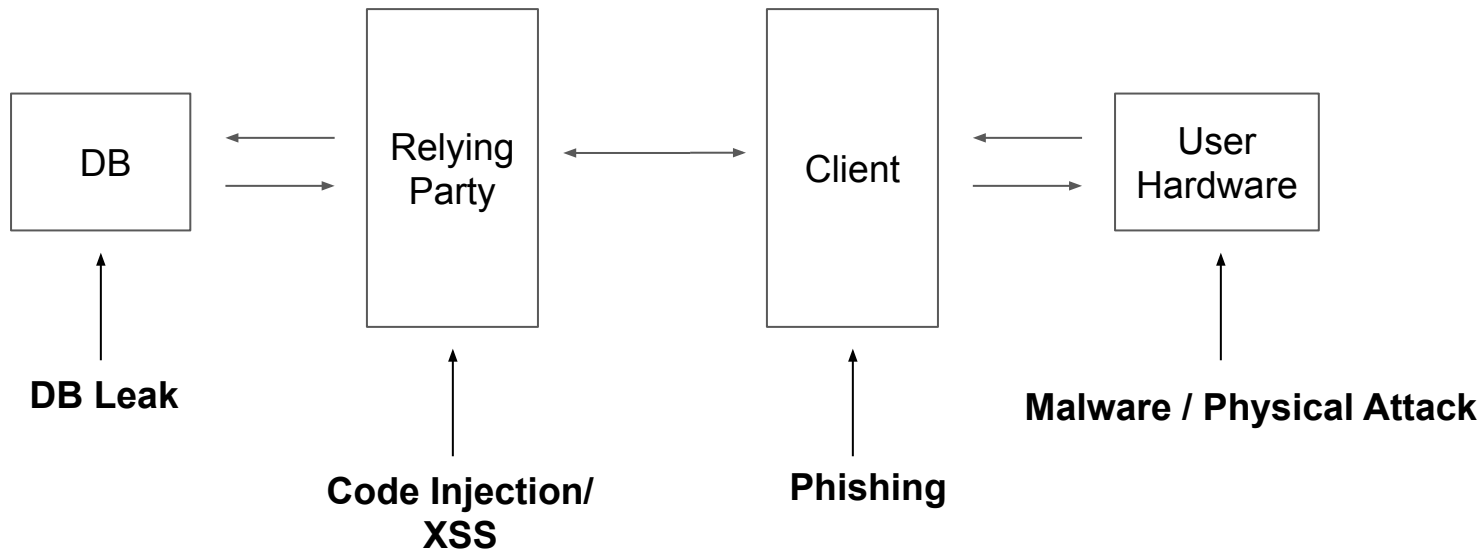 DB
Relying
Party
Client
User
Hardware
DB Leak
Code Injection/
XSS
Phishing
Malware / Physical Attack